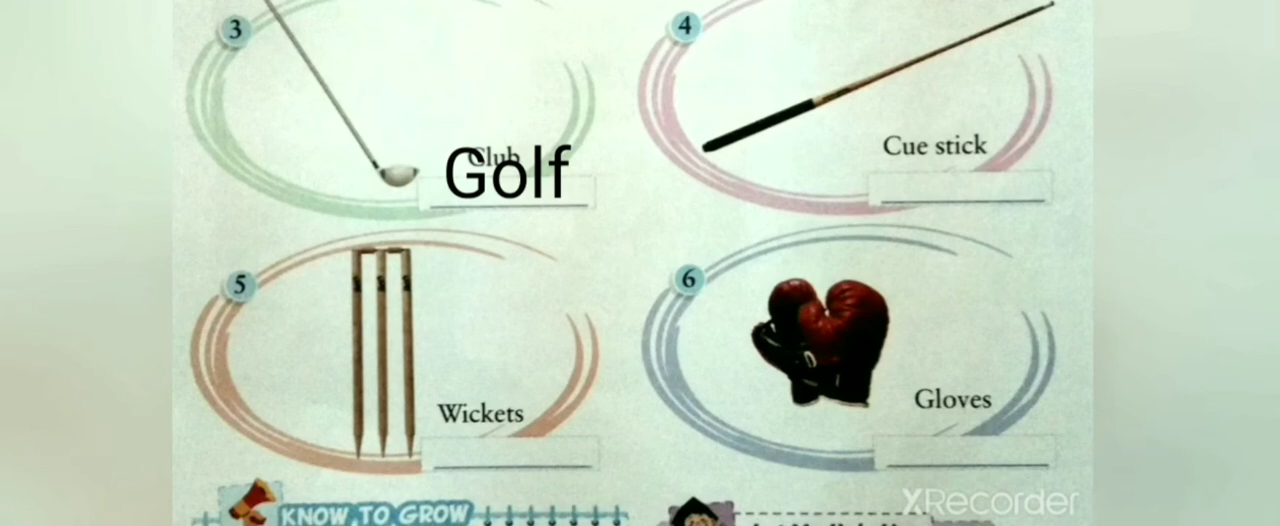 3
Club
Golf
4
Cue stick
5
Wickets
6
Gloves
KNOW TO GROW
XRecorder